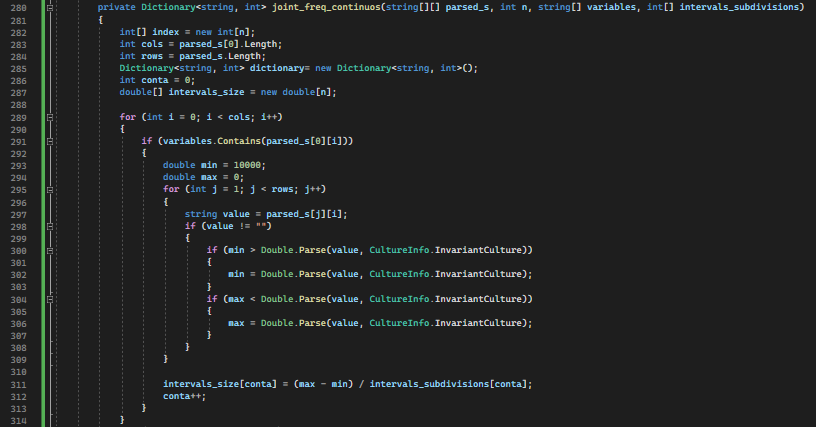 280 private Dictionary<string, int> joint_freq_continuos(string[][] parsed_s, int n, string[] variables, int[] intervals_subdivisions)
281 {
282 int[] index = new int[n];
283 int cols = parsed_s[0].Length;
284 int rows = parsed_s.Length;
285 Dictionary<string, int> dictionary= new Dictionary<string, int>();
286 int conta = 0;
287 double[] intervals_size = new double[n];
288
289 for (int i = 0; i < cols; i++)
290 {
291 if (variables.Contains(parsed_s[0][i]))
292 {
293 double min = 10000;
294 double max = 0;
295 for (int j = 1; j < rows; j++)
296 {
297 string value = parsed_s[j][i];
298 if (value != "")
299 {
300 if (min > Double.Parse(value, CultureInfo.InvariantCulture))
301 {
302 min = Double.Parse(value, CultureInfo.InvariantCulture);
303 }
304 if (max < Double.Parse(value, CultureInfo.InvariantCulture))
305 {
306 max = Double.Parse(value, CultureInfo.InvariantCulture);
307 }
308 }
309 }
310
311 intervals_size[conta] = (max - min) / intervals_subdivisions[conta];
312 conta++;
313 }
314 }